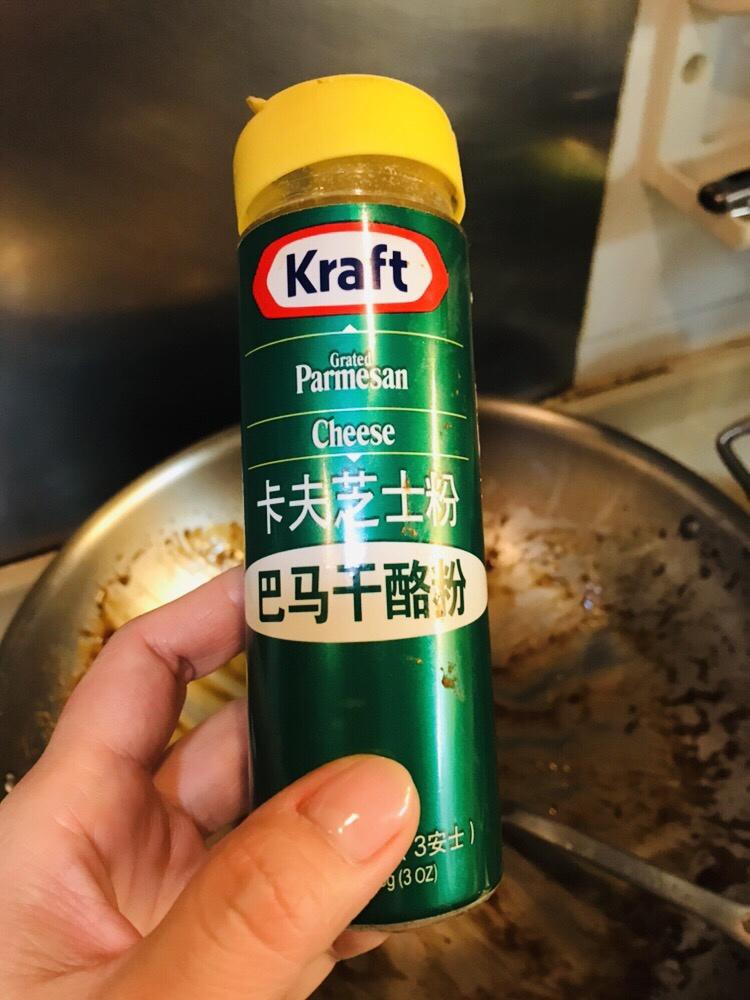 Kraft
Grated
Parmesan
Cheese
卡夫芝士粉
巴马干酪粉
(3安士)
g (3 OZ)